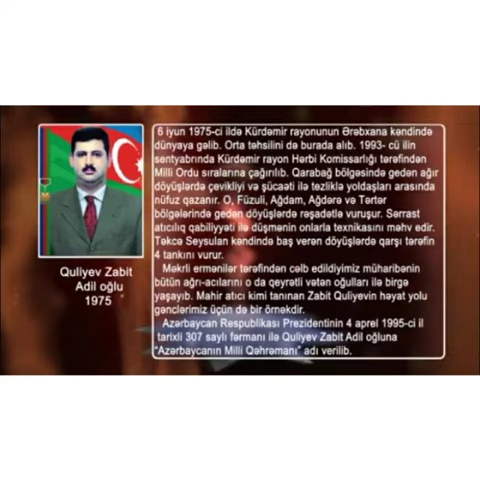 Quliyev Zabit
Adil oğlu
1975
6 iyun 1975-ci ildə Kürdəmir rayonunun Ərəbxana kəndində
dünyaya gəlib. Orta təhsilini də burada alıb. 1993- cü ilin
sentyabrında Kürdəmir rayon Hərbi Komissarlığı tərəfindən
Milli Ordu sıralarına çağırılıb. Qarabağ bölgəsində gedən ağır
döyüşlərdə çevikliyi və şücaəti ilə tezliklə yoldaşları arasında
nüfuz qazanır. O, Füzuli, Ağdam, Ağdərə və Tərtər
bölgələrində gedən döyüşlərdə rəşadətlə vuruşur. Sərrast
atıcılıq qabiliyyəti ilə düşmənin onlarla texnikasını məhv edir.
Təkcə Seysulan kəndində baş verən döyüşlərdə qarşı tərəfin
4 tankını vurur.
Məkrli ermənilər tərəfindən cəlb edildiyimiz müharibənin
bütün ağrı-acılarını o da qeyrətli vətən oğulları ilə birgə
yaşayıb. Mahir atıcı kimi tanınan Zabit Quliyevin həyat yolu
gənclərimiz üçün də bir örnəkdir.
Azərbaycan Respublikası Prezidentinin 4 aprel 1995-ci il
tarixli 307 saylı fərmanı ilə Quliyev Zabit Adil oğluna
"Azərbaycanın Milli Qəhrəmanı" adı verilib.